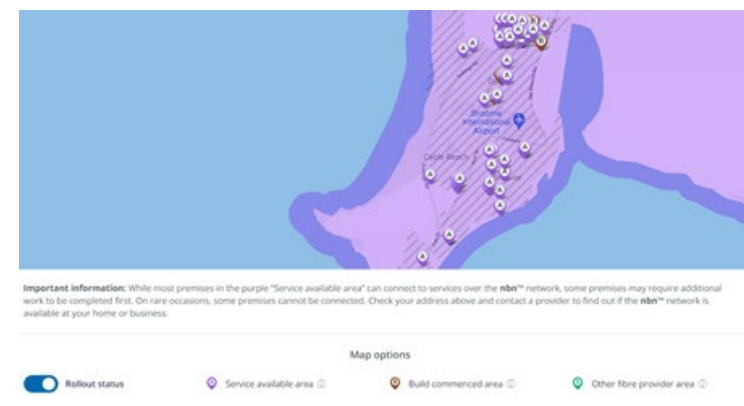 Broome
International
Airport
Cable Beach
Important information: While most premises in the purple "Service available area" can connect to services over the nbn™ network, some premises may require additional
work to be completed first. On rare occasions, some premises cannot be connected. Check your address above and contact a provider to find out if the nbn™ network is
available at your home or business.
Map options
Rollout status Service available area Build commenced area Other fibre provider area